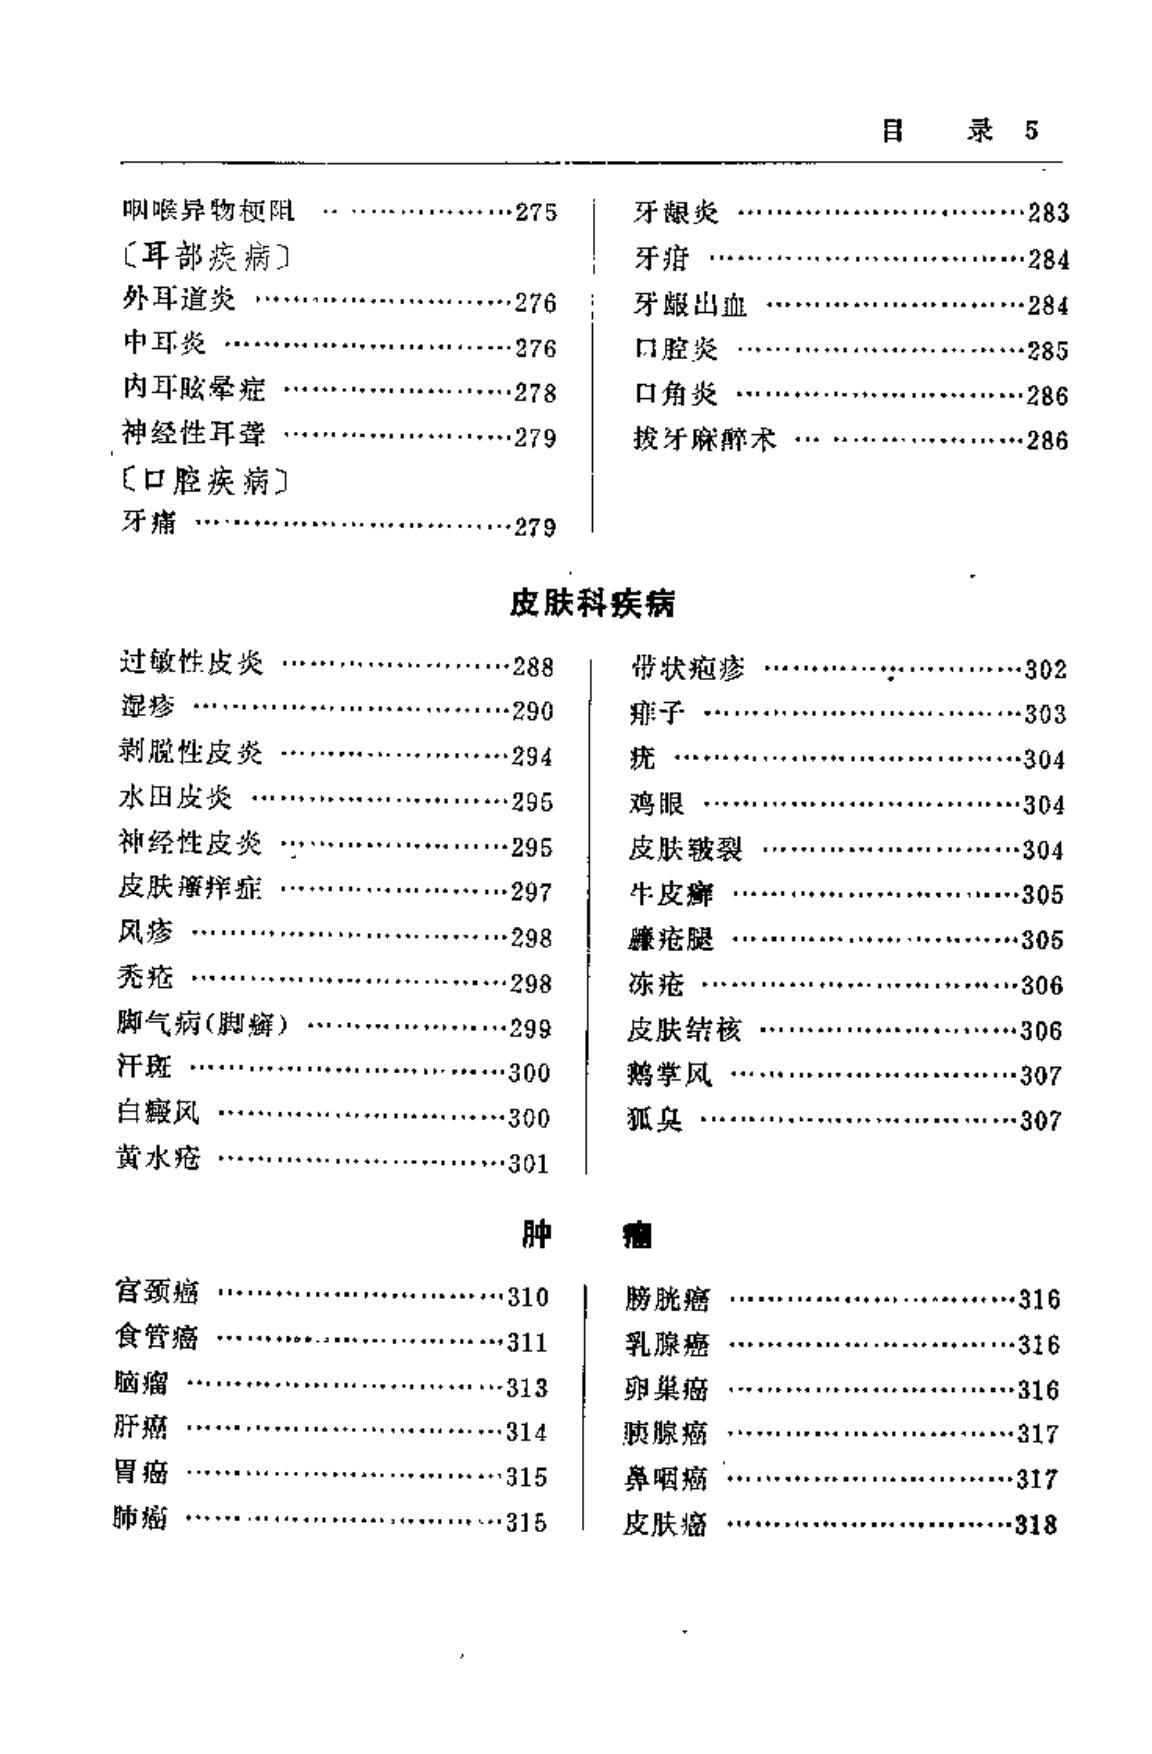 目 录 5
咽喉异物梗阻 ………………275
〔耳部疾病〕
外耳道炎 ………………276
中耳炎 ………………276
内耳眩晕症 ………………278
神经性耳聋 ………………279
〔口腔疾病〕
牙痛 ………………279
牙龈炎 ………………283
牙疳 ………………284
牙龈出血 ………………284
口腔炎 ………………285
口角炎 ………………286
拔牙麻醉术 ………………286
皮肤科疾病
过敏性皮炎 ………………288
湿疹 ………………290
剥脱性皮炎 ………………294
水田皮炎 ………………295
神经性皮炎 ………………295
皮肤瘙痒症 ………………297
风疹 ………………298
秃疮 ………………298
脚气病(脚癣) ………………299
汗斑 ………………300
白癜风 ………………300
黄水疮 ………………301
带状疱疹 ………………302
痱子 ………………303
疣 ………………304
鸡眼 ………………304
皮肤皲裂 ………………304
牛皮癣 ………………305
臁疮腿 ………………305
冻疮 ………………306
皮肤结核 ………………306
鹅掌风 ………………307
狐臭 ………………307
肿 瘤
宫颈癌 ………………310
食管癌 ………………311
脑瘤 ………………313
肝癌 ………………314
胃癌 ………………315
肺癌 ………………315
膀胱癌 ………………316
乳腺癌 ………………316
卵巢癌 ………………316
胰腺癌 ………………317
鼻咽癌 ………………317
皮肤癌 ………………318